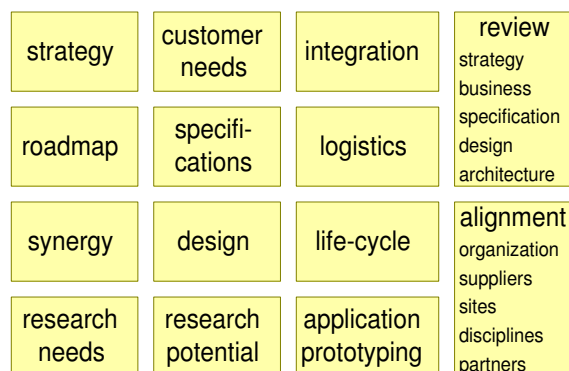 strategy
customer
needs
integration
review
strategy
business
specification
design
architecture
roadmap
specifi-
cations
logistics
synergy
design
life-cycle
alignment
organization
suppliers
sites
disciplines
partners
research
needs
research
potential
application
prototyping